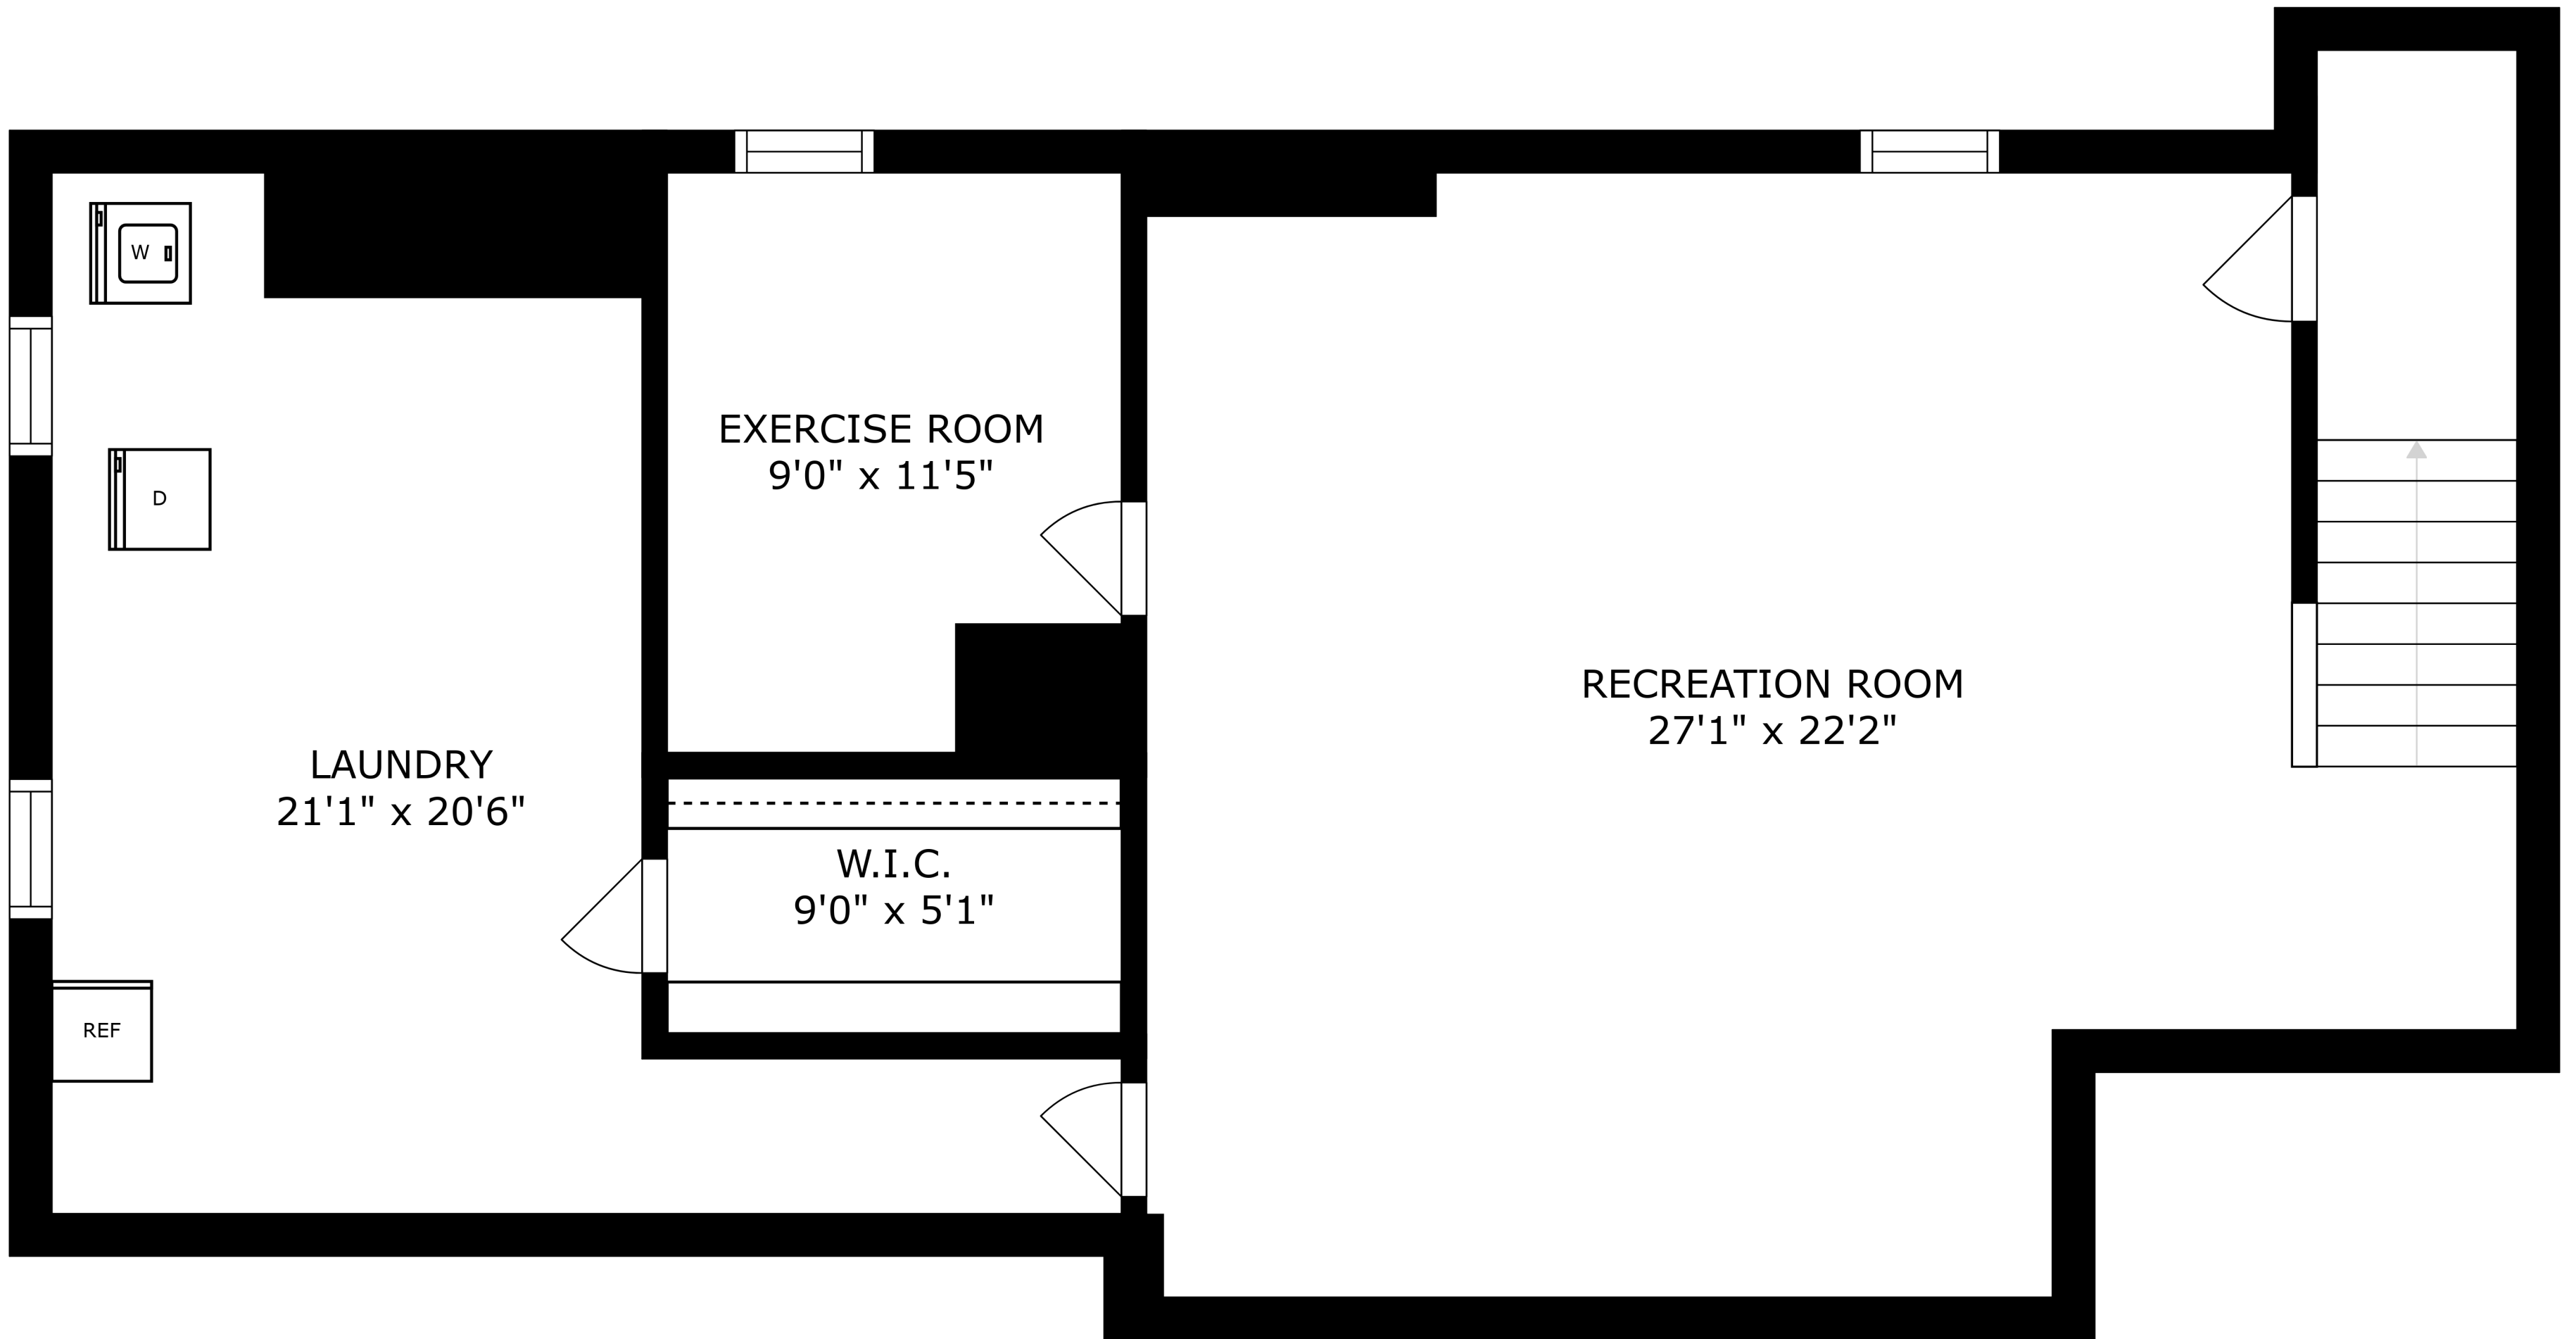 W
EXERCISE ROOM
9'0" x 11'5"
D
RECREATION ROOM
27'1" x 22'2"
LAUNDRY
21'1" x 20'6"
W.I.C.
9'0" x 5'1"
REF